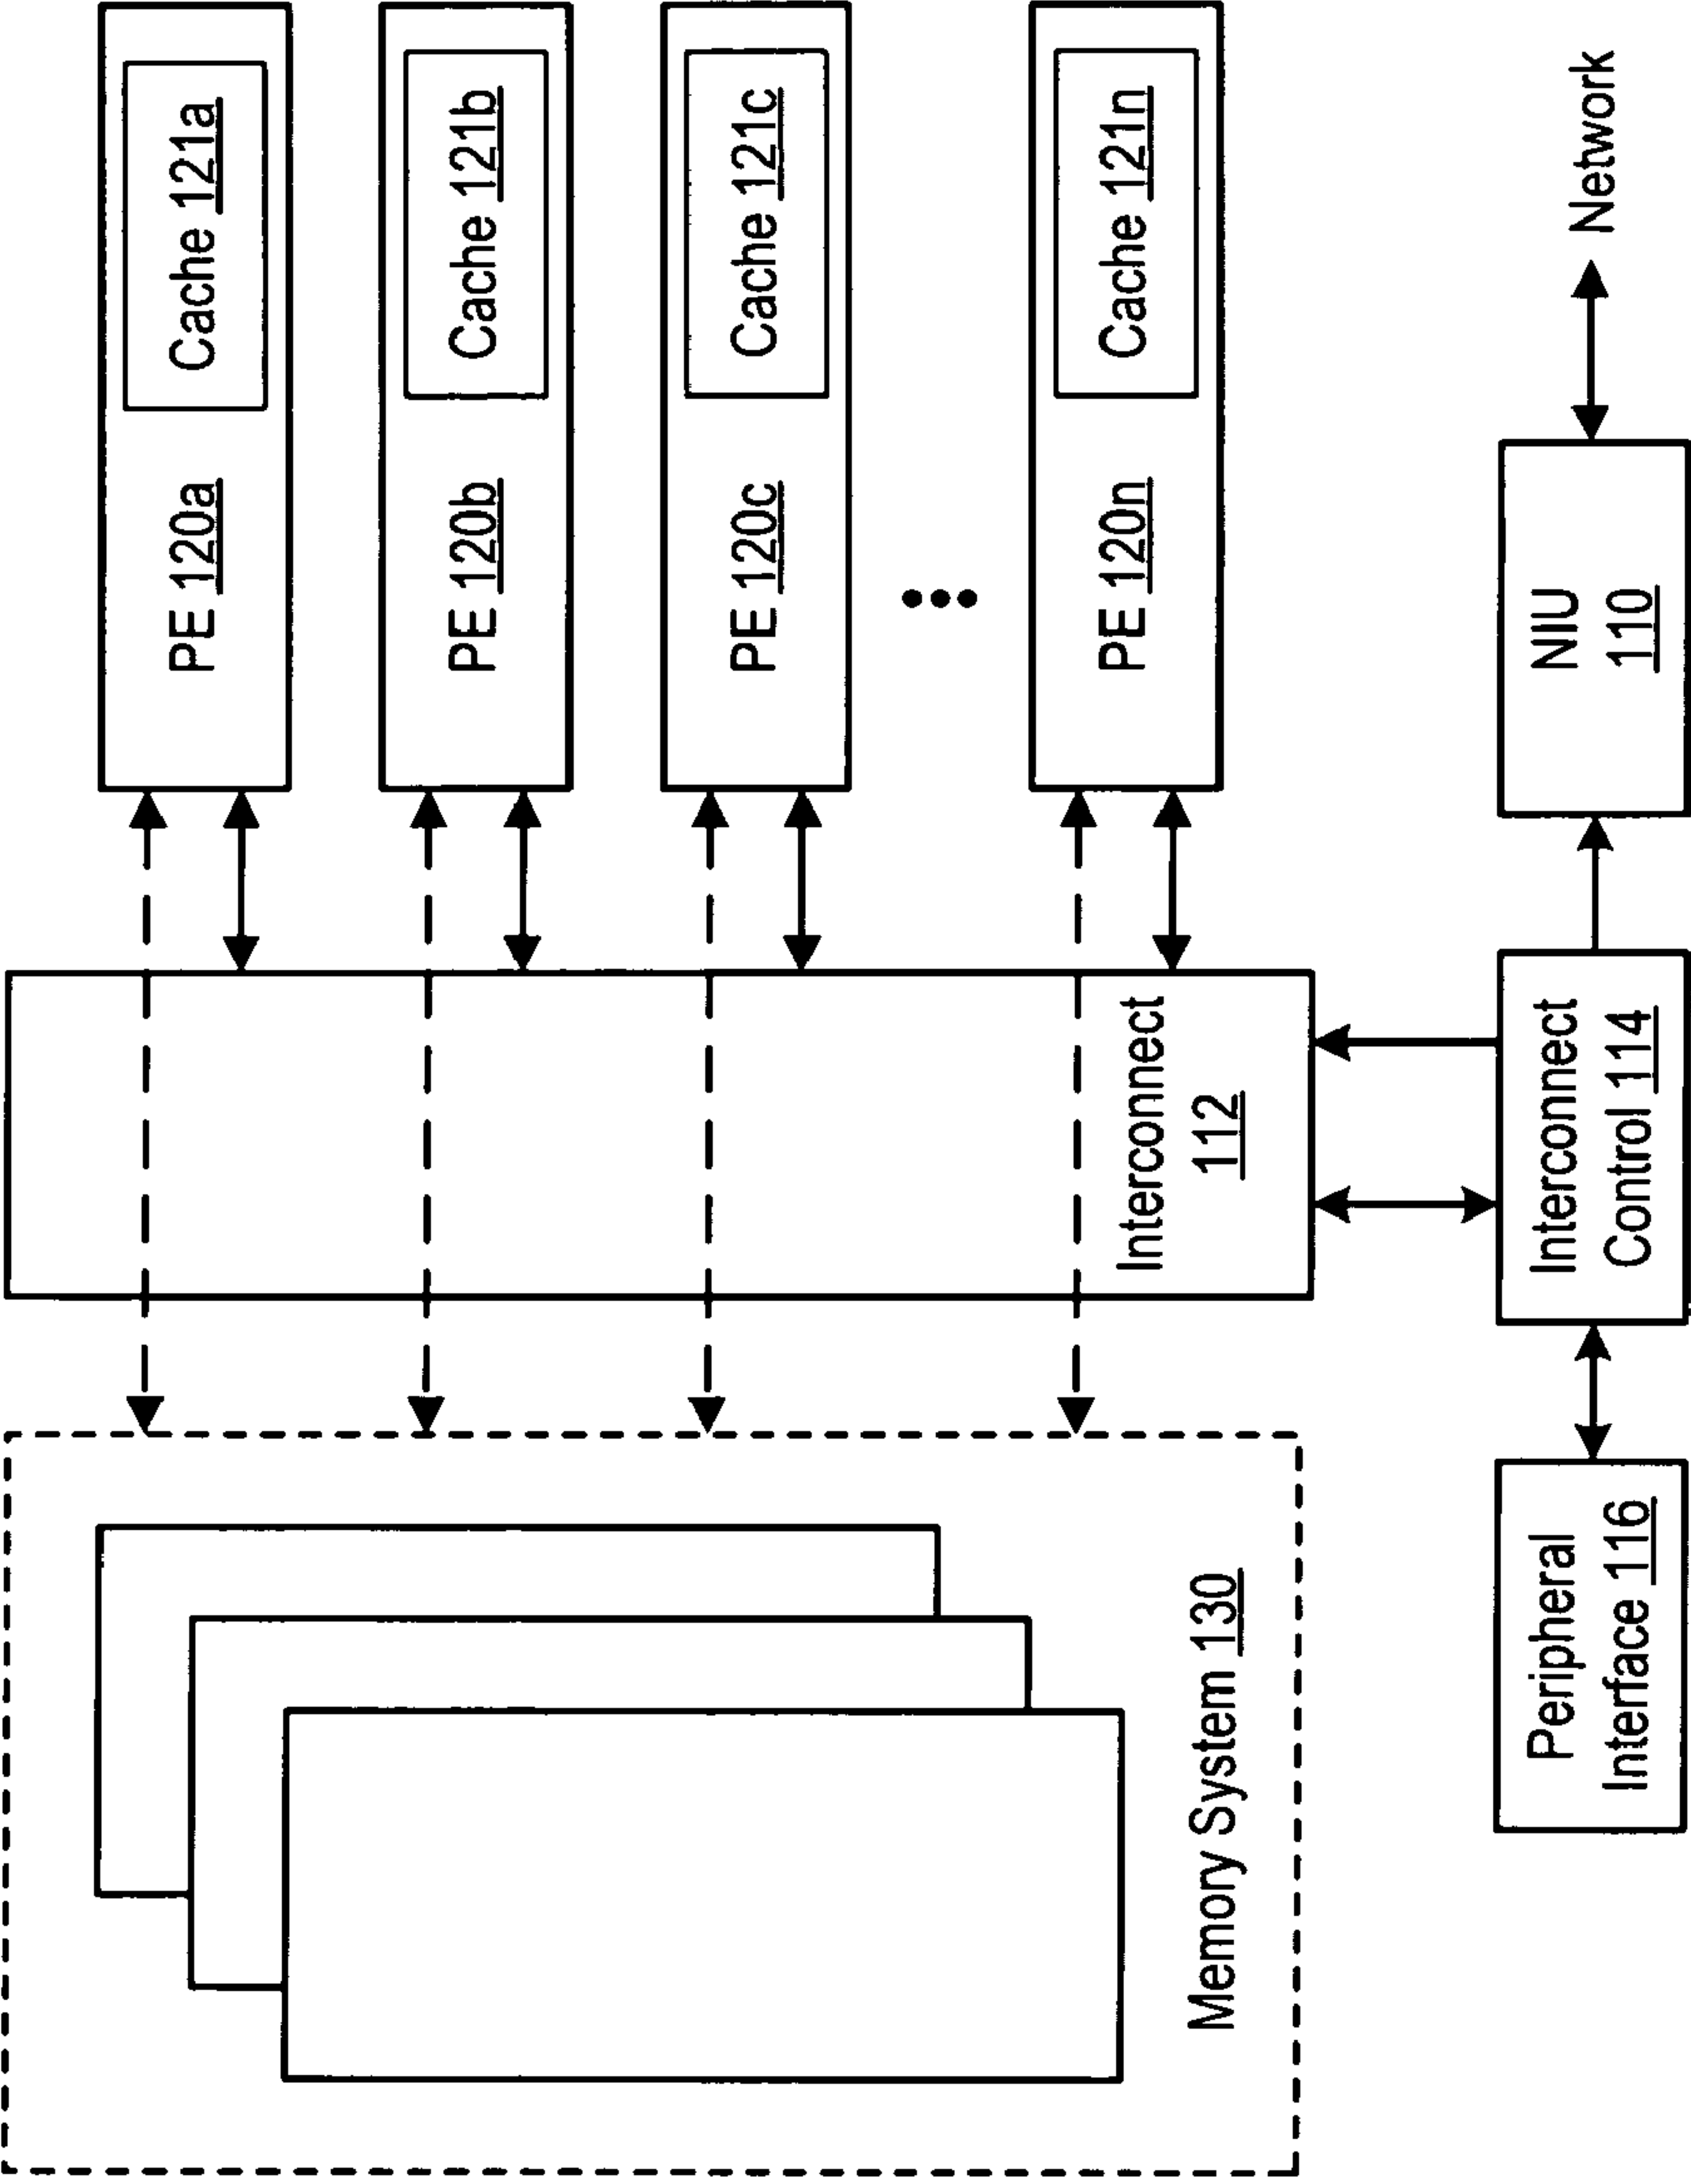 PE 120a
Cache 121a
PE 120b
Cache 121b
PE 120c
Cache 121c
PE 120n
Cache 121n
Interconnect
112
Memory System 130
Peripheral
Interface 116
Interconnect
Control 114
NIU
110
Network